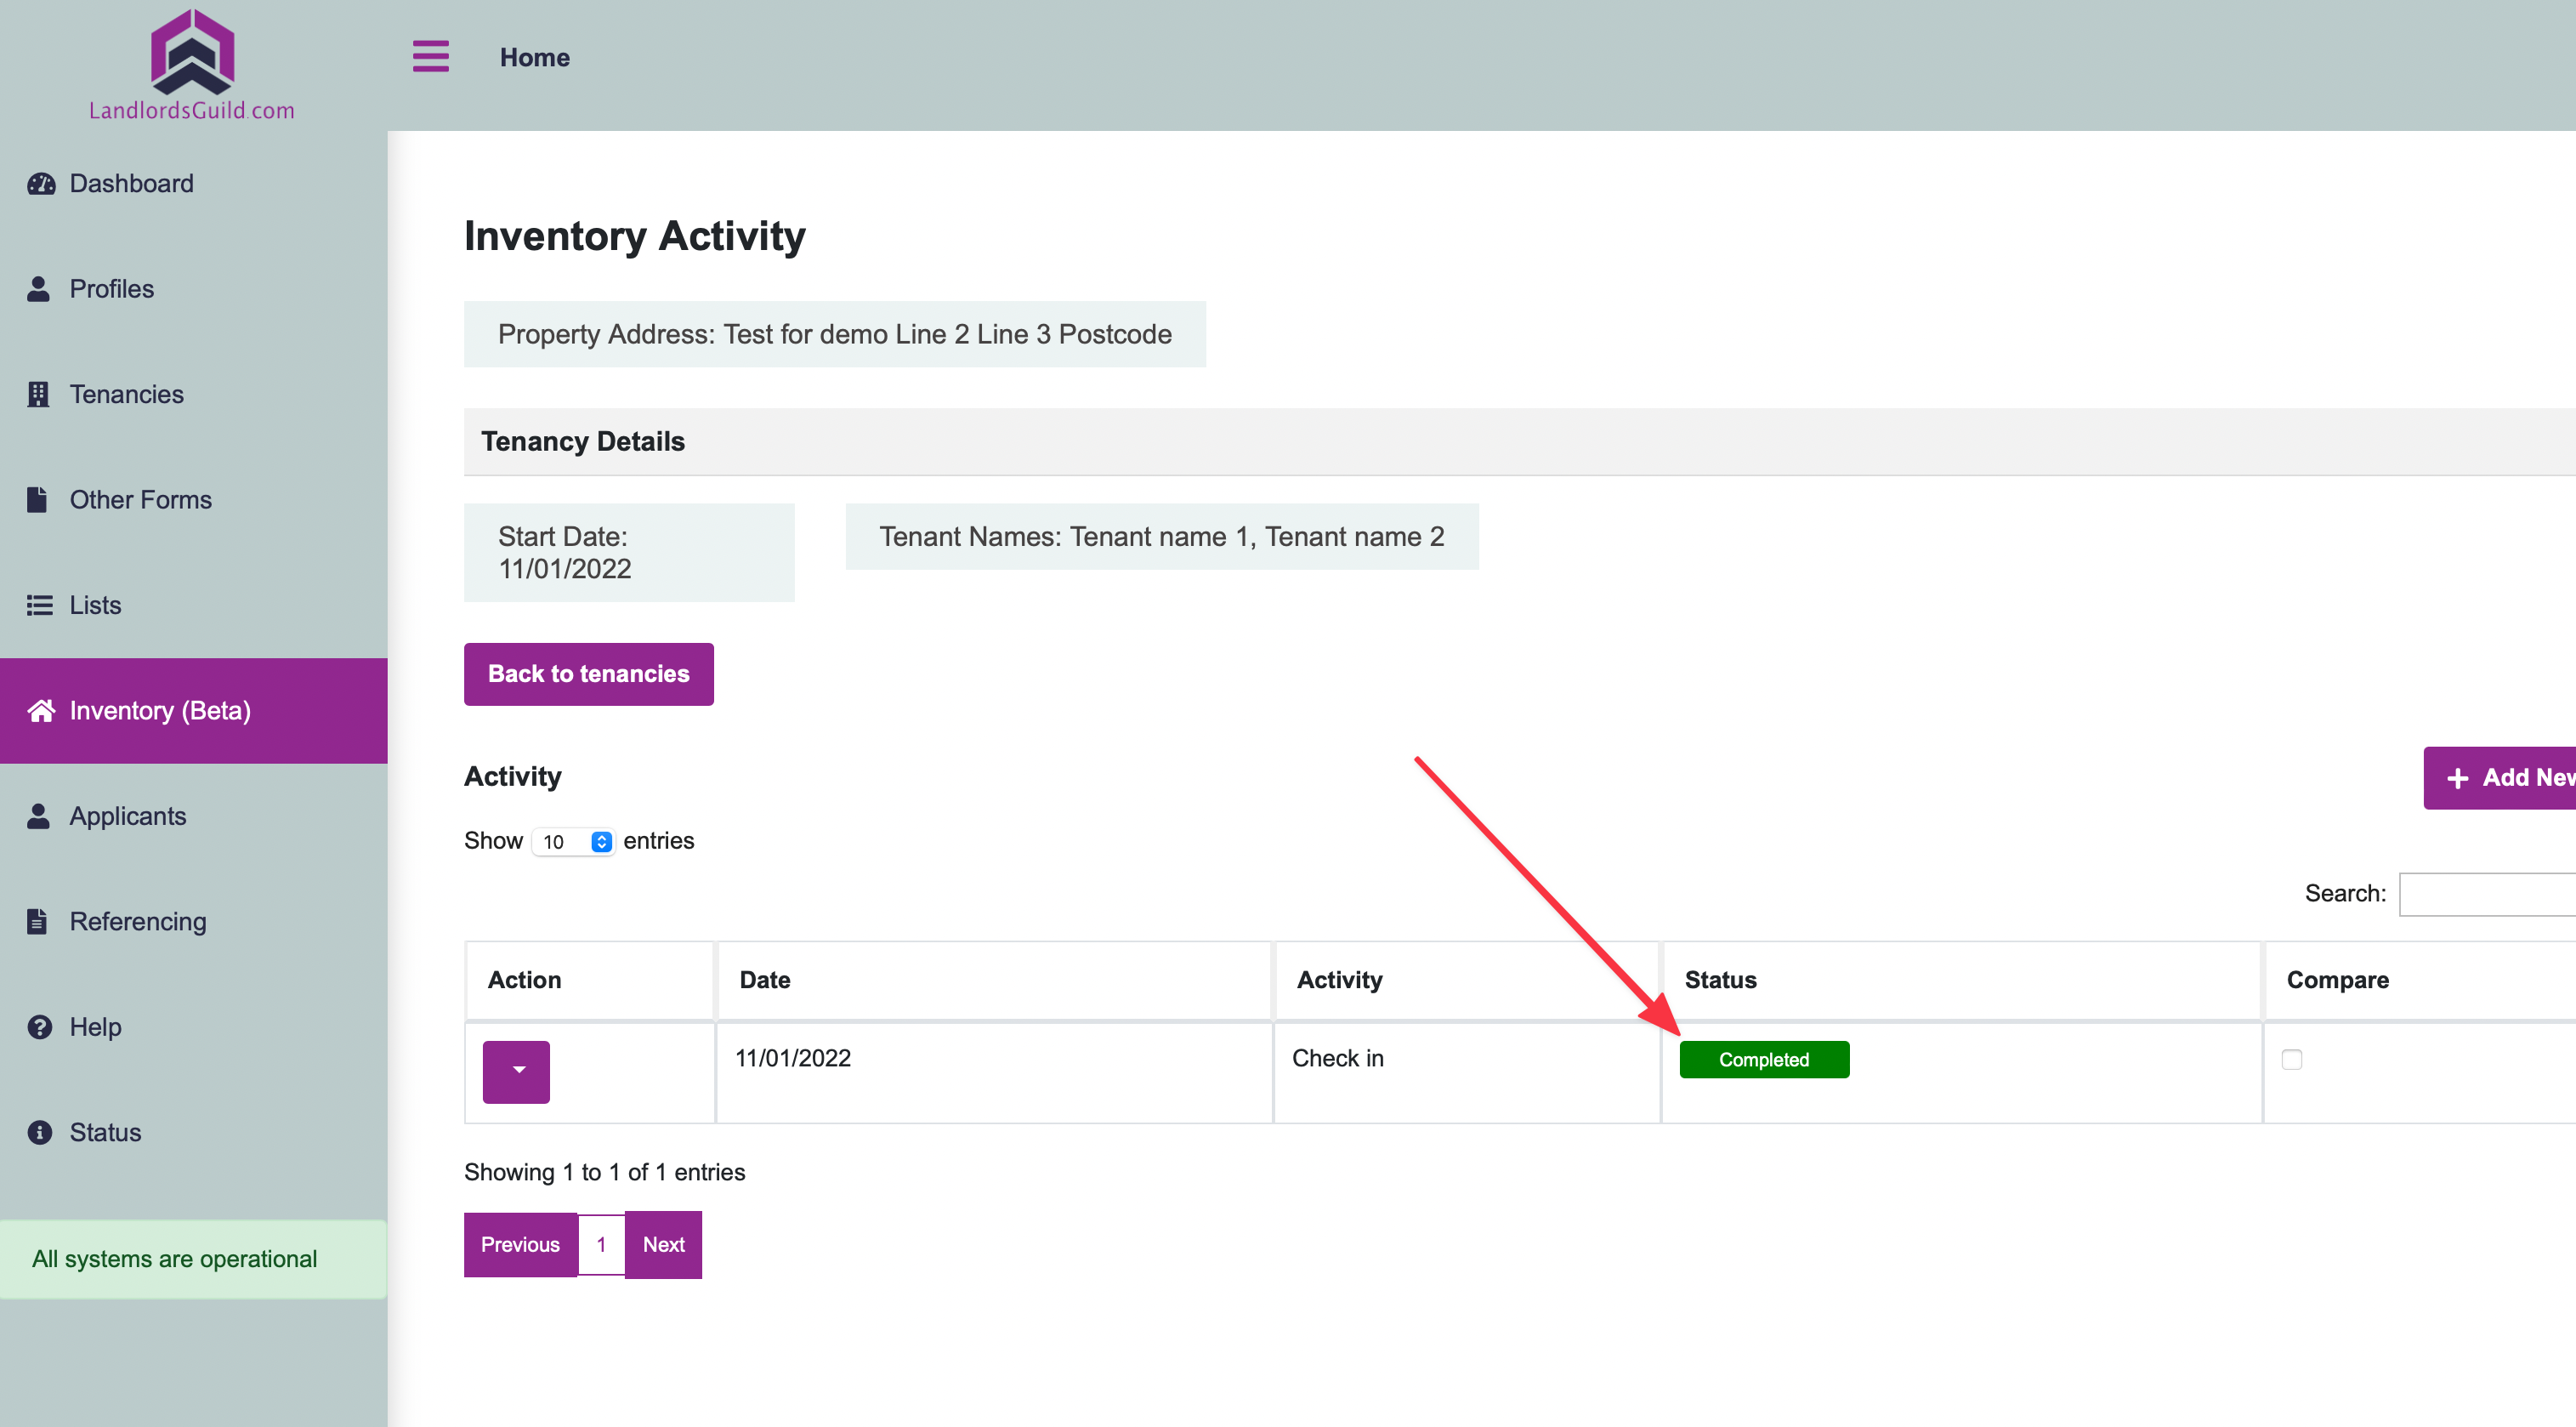 LandlordsGuild.com
Home
Dashboard
Profiles
Tenancies
Other Forms
Lists
Inventory (Beta)
Applicants
Referencing
Help
Status
All systems are operational
Inventory Activity
Property Address: Test for demo Line 2 Line 3 Postcode
Tenancy Details
Start Date:
11/01/2022
Tenant Names: Tenant name 1, Tenant name 2
Back to tenancies
Activity
Add New
Show 10 entries
Search:
Action Date Activity Status Compare
11/01/2022 Check in Completed
Showing 1 to 1 of 1 entries
Previous 1 Next